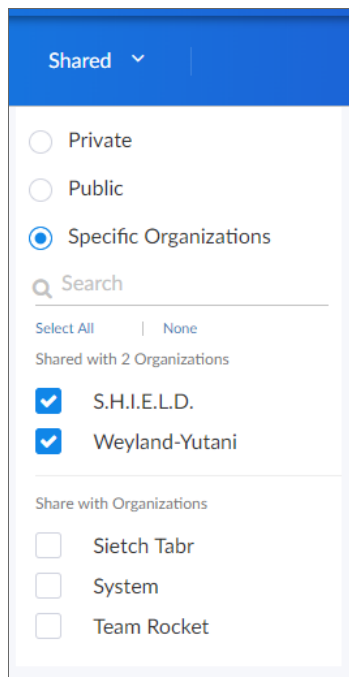 Shared
Private
Public
Specific Organizations
Search
Select All | None
Shared with 2 Organizations
S.H.I.E.L.D.
Weyland-Yutani
Share with Organizations
Sietch Tabr
System
Team Rocket